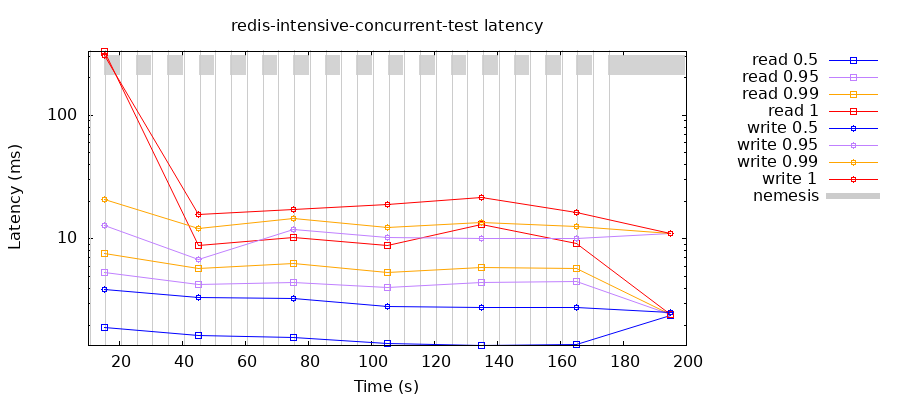 redis-intensive-concurrent-test latency
read 0.5
read 0.95
read 0.99
read 1
write 0.5
write 0.95
write 0.99
write 1
nemesis
Latency (ms)
100
10
20 40 60 80 100 120 140 160 180 200
Time (s)